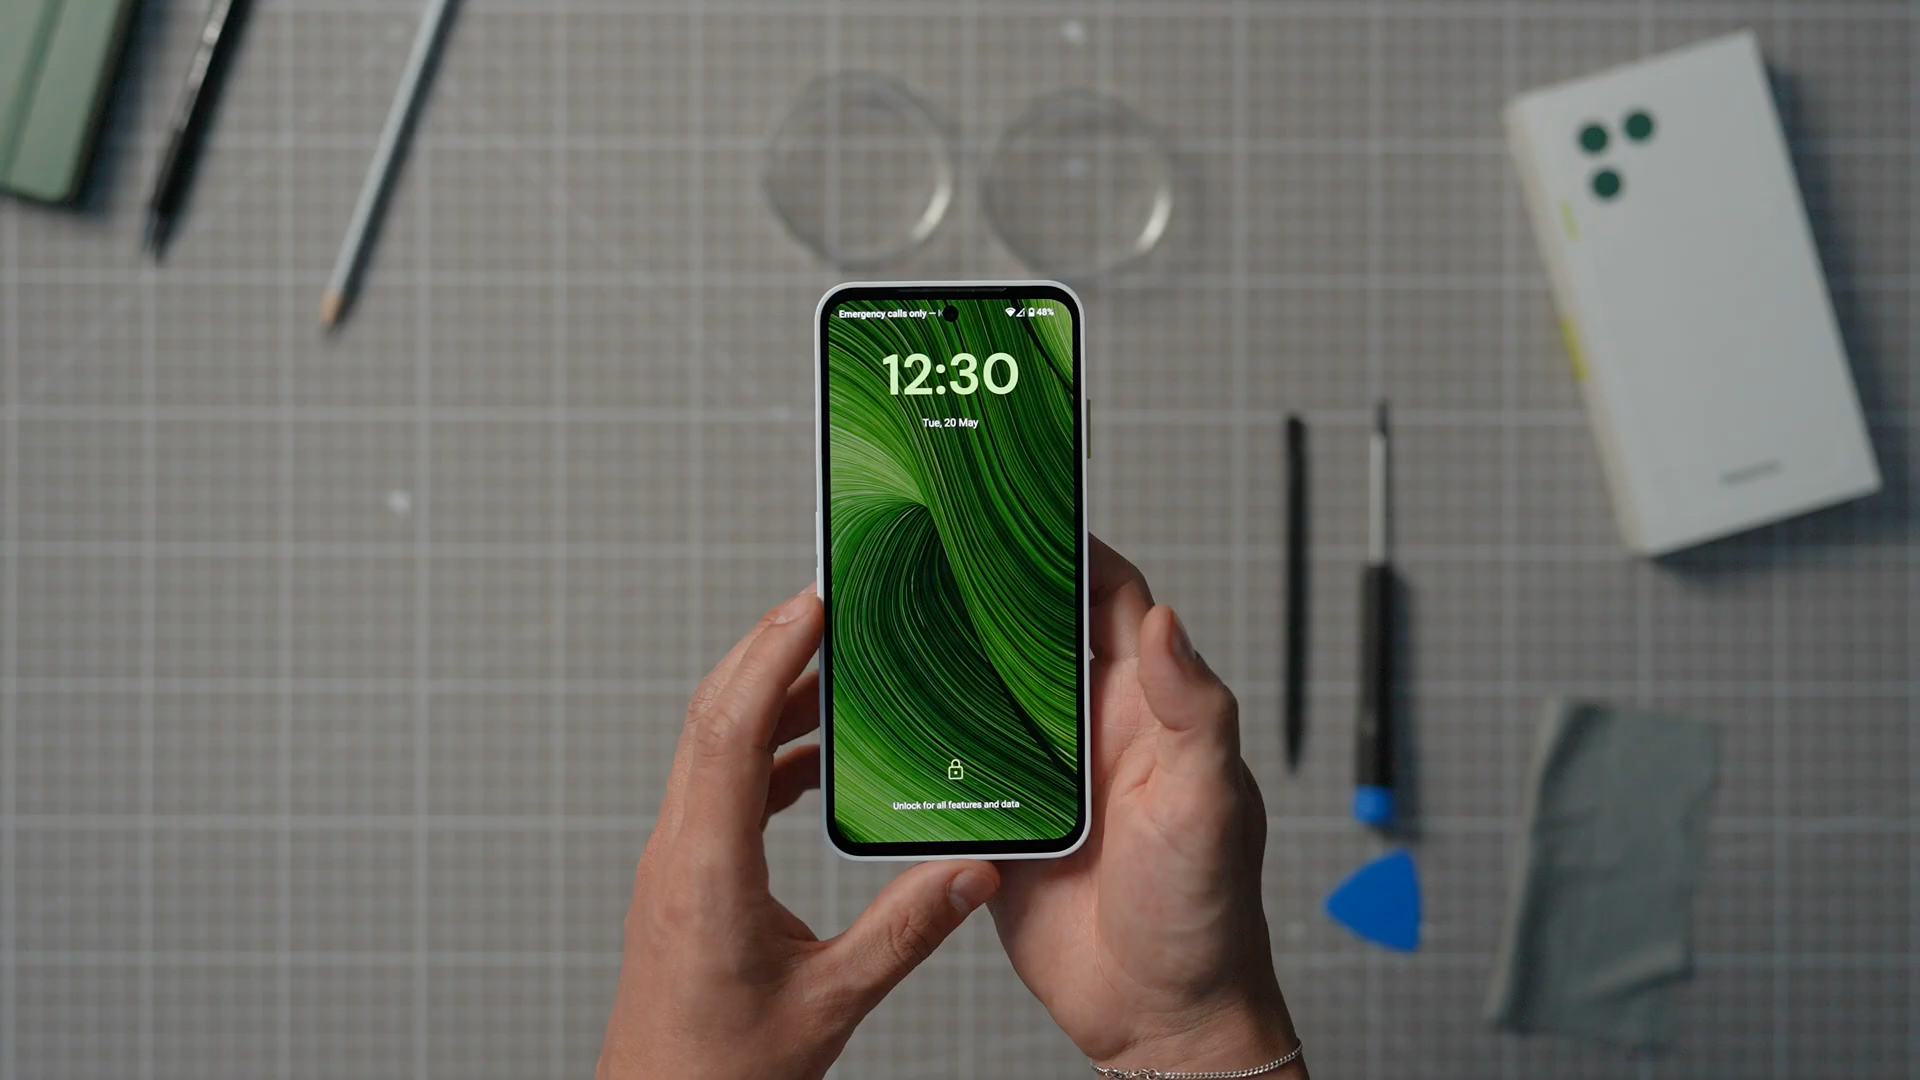 Emergency calls only —
48%
12:30
Tue, 20 May
Unlock for all features and data